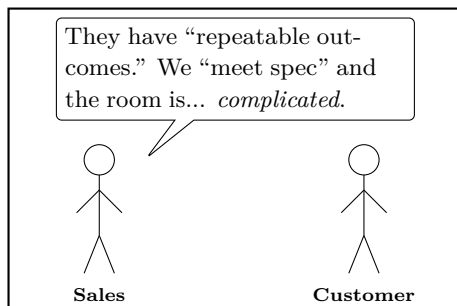 They have “repeatable out-
comes.” We “meet spec” and
the room is... complicated.
Sales
Customer